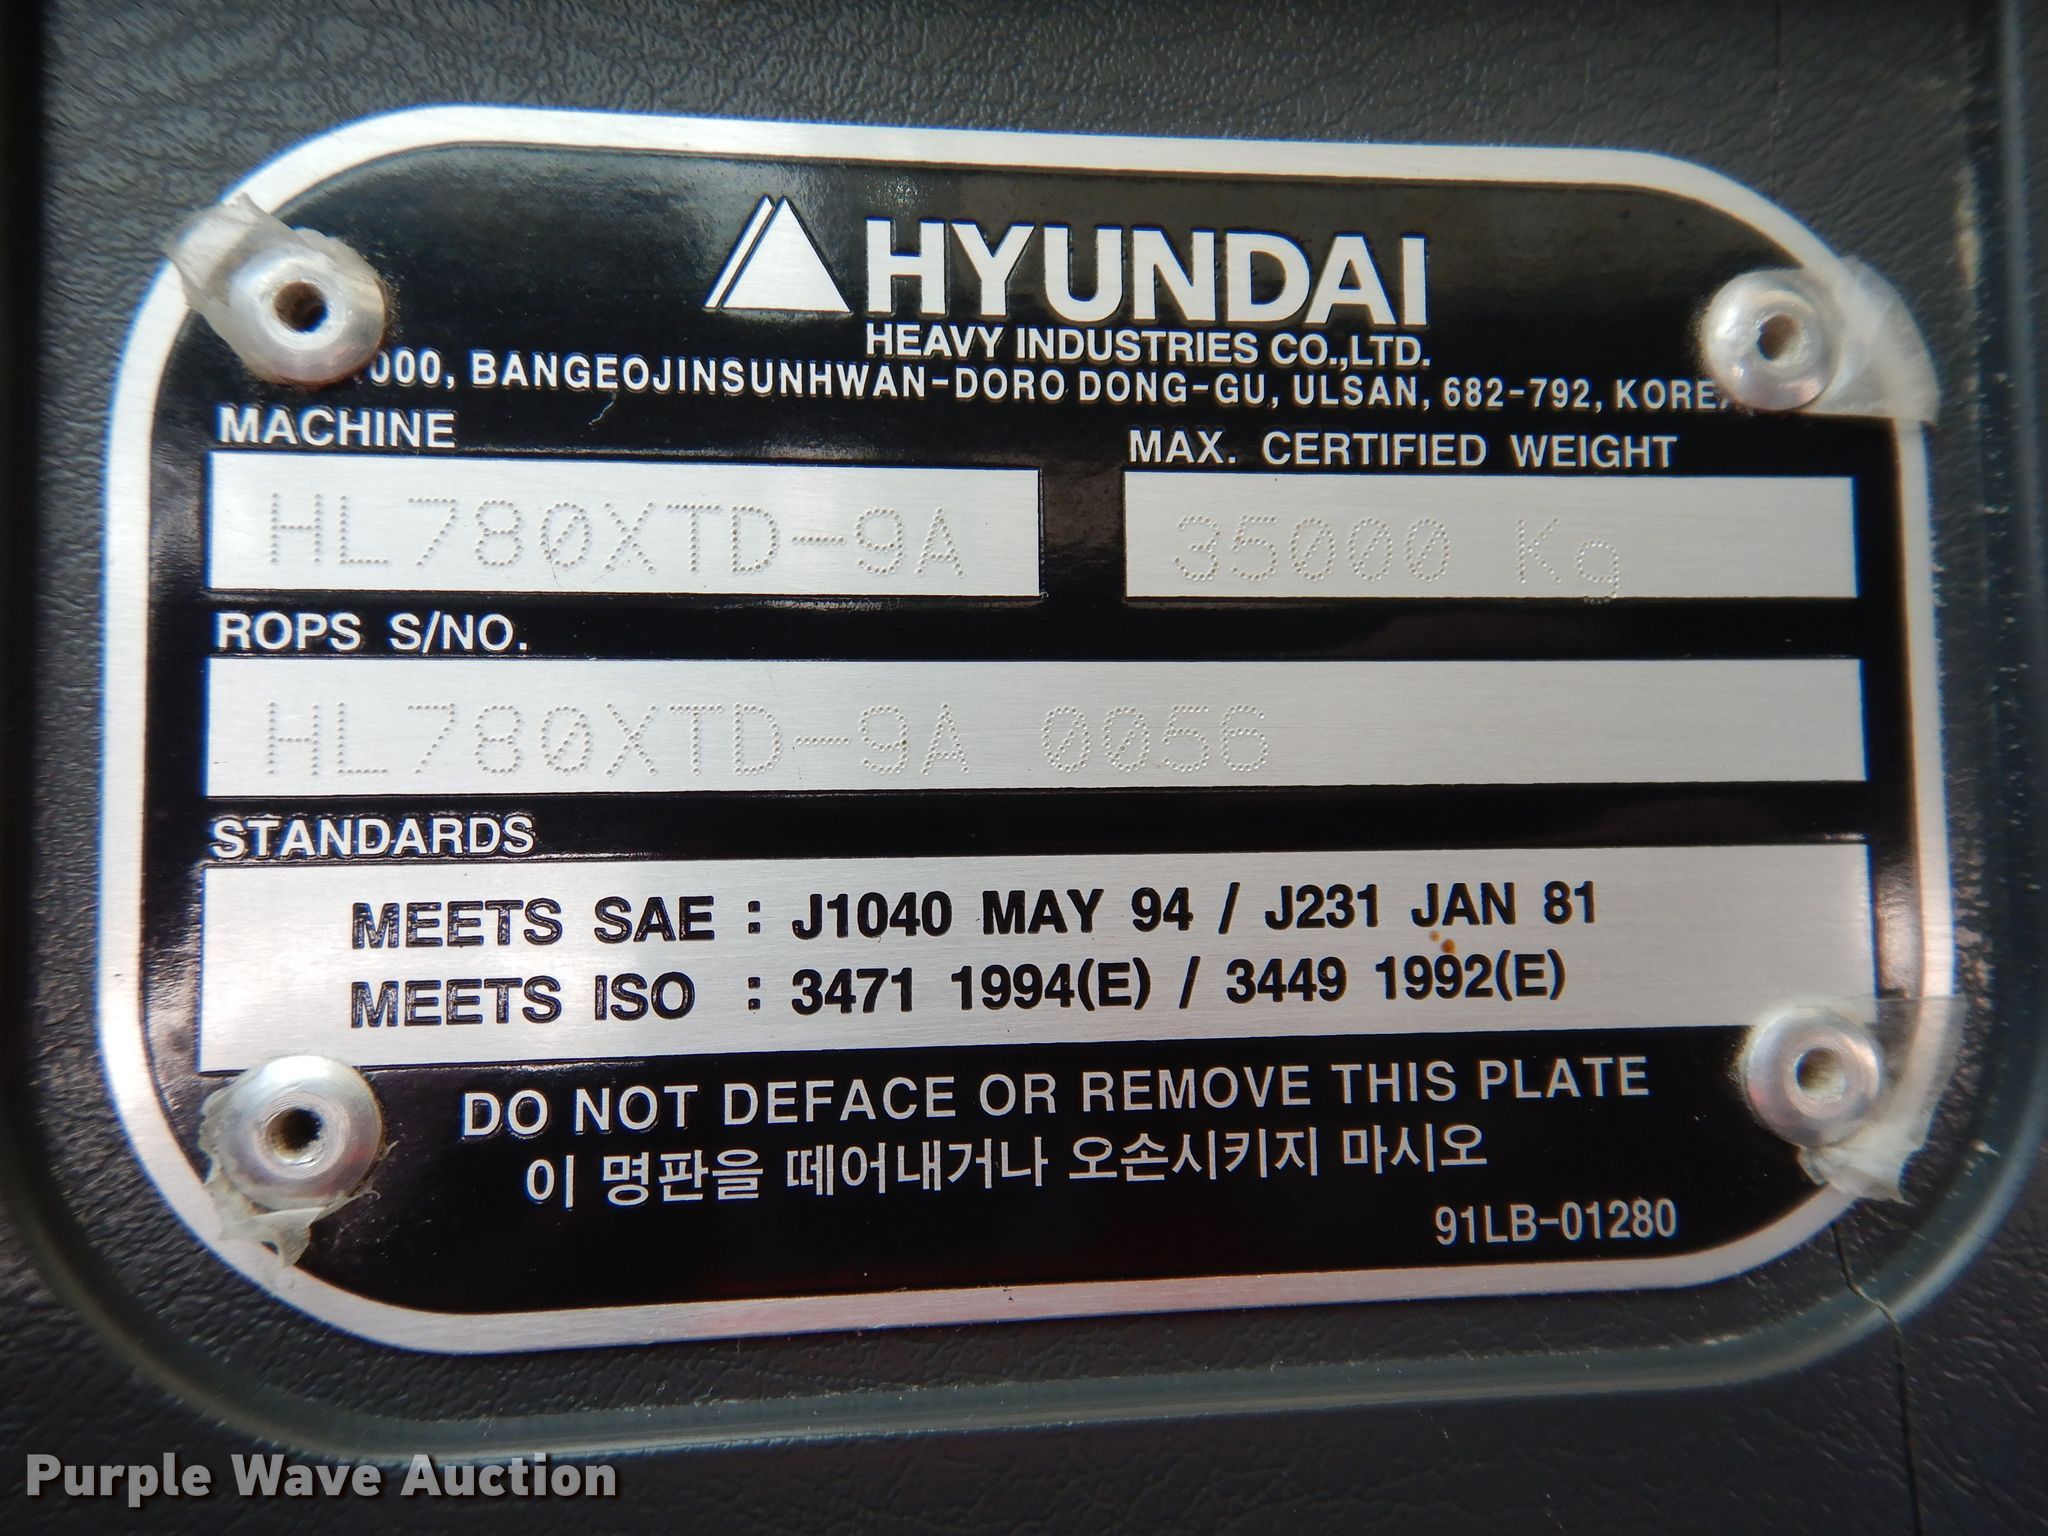 HYUNDAI
HEAVY INDUSTRIES CO.,LTD.
000, BANGEOJINSUNHWAN-DORO DONG-GU, ULSAN, 682-792, KOREA
MACHINE
MAX. CERTIFIED WEIGHT
HL780XTD-9A
35000 Kg
ROPS S/NO.
HL780XTD-9A 0056
STANDARDS
MEETS SAE : J1040 MAY 94 / J231 JAN 81
MEETS ISO : 3471 1994(E) / 3449 1992(E)
DO NOT DEFACE OR REMOVE THIS PLATE
이 명판을 떼어내거나 오손시키지 마시오
91LB-01280
Purple Wave Auction